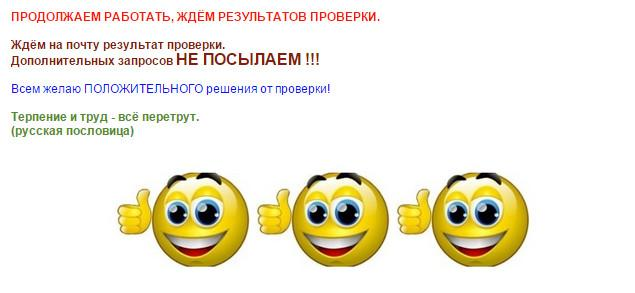 ПРОДОЛЖАЕМ РАБОТАТЬ, ЖДЁМ РЕЗУЛЬТАТОВ ПРОВЕРКИ.
Ждём на почту результат проверки.
Дополнительных запросов НЕ ПОСЫЛАЕМ !!!
Всем желаю ПОЛОЖИТЕЛЬНОГО решения от проверки!
Терпение и труд - всё перетрут.
(русская пословица)